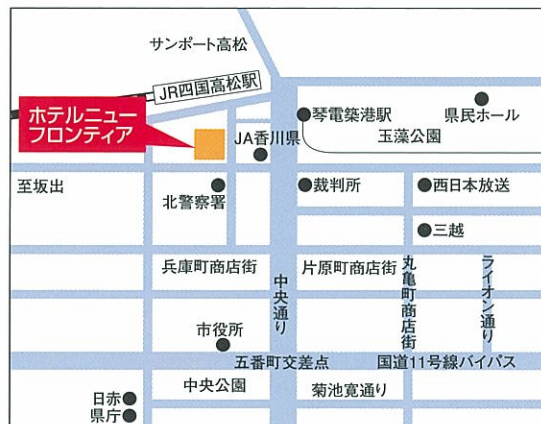 サンポート高松
JR四国高松駅
ホテルニュー
フロンティア
琴電築港駅
県民ホール
玉藻公園
JA香川県
至坂出
北警察署
裁判所
西日本放送
三越
兵庫町商店街
片原町商店街
中央通り
丸亀町商店街
ライオン通り
市役所
五番町交差点
国道11号線バイパス
中央公園
菊池寛通り
日赤
県庁